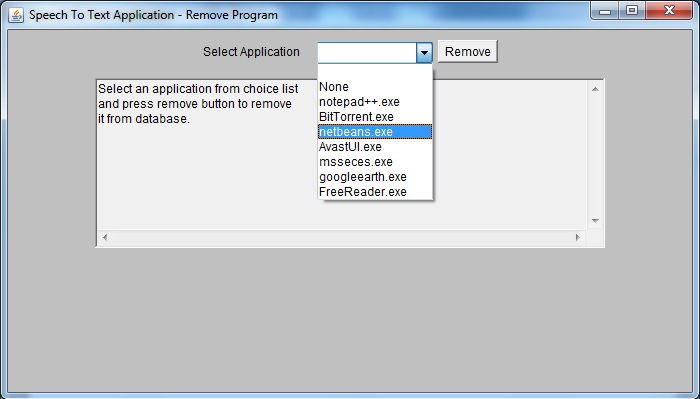 Speech To Text Application - Remove Program
Select Application
Remove
None
notepad++.exe
BitTorrent.exe
netbeans.exe
AvastUI.exe
msseces.exe
googleearth.exe
FreeReader.exe
Select an application from choice list
and press remove button to remove
it from database.